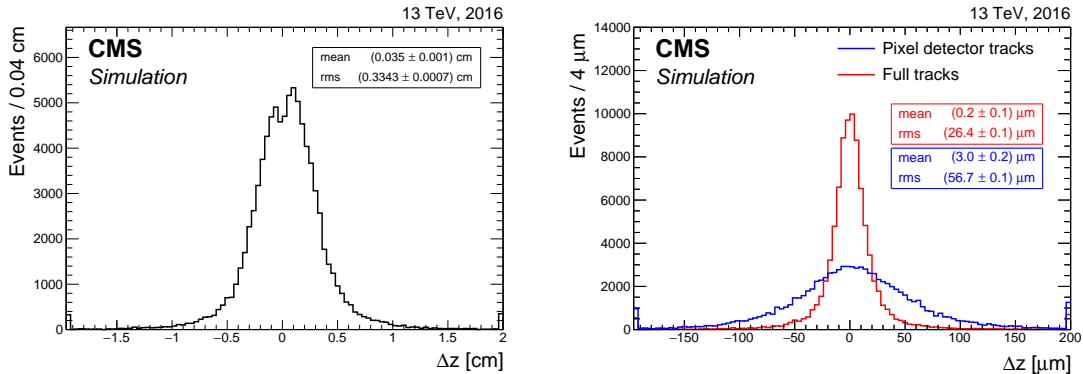 13 TeV, 2016
CMS
Simulation
mean (0.035 ± 0.001) cm
rms (0.3343 ± 0.0007) cm
Events / 0.04 cm
6000
5000
4000
3000
2000
1000
0
−1.5 −1 −0.5 0 0.5 1 1.5 2
Δz [cm]
13 TeV, 2016
CMS
Simulation
Pixel detector tracks
Full tracks
mean (0.2 ± 0.1) μm
rms (26.4 ± 0.1) μm
mean (3.0 ± 0.2) μm
rms (56.7 ± 0.1) μm
Events / 4 μm
14000
12000
10000
8000
6000
4000
2000
0
−150 −100 −50 0 50 100 150 200
Δz [μm]